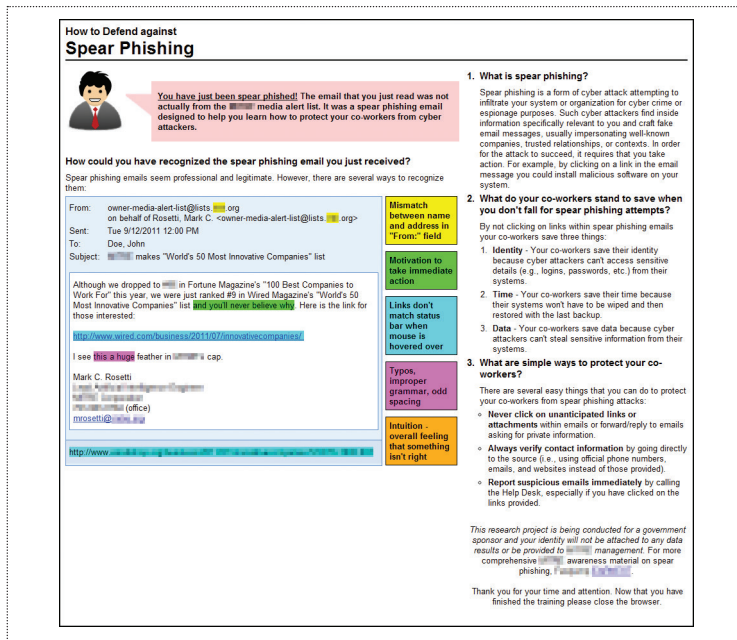 How to Defend against
Spear Phishing
You have just been spear phished! The email that you just read was not
actually from the media alert list. It was a spear phishing email
designed to help you learn how to protect your co-workers from cyber
attackers.
How could you have recognized the spear phishing email you just received?
Spear phishing emails seem professional and legitimate. However, there are several ways to recognize
them:
From: owner-media-alert-list@lists. .org
on behalf of Rosetti, Mark C. <owner-media-alert-list@lists. .org>
Sent: Tue 9/12/2011 12:00 PM
To: Doe, John
Subject: makes "World's 50 Most Innovative Companies" list
Although we dropped to in Fortune Magazine's "100 Best Companies to
Work For" this year, we were just ranked #9 in Wired Magazine's "World's 50
Most Innovative Companies" list and you'll never believe why. Here is the link for
those interested:
http://www.wired.com/business/2011/07/innovativecompanies/
I see this a huge feather in s cap.
Mark C. Rosetti
(office)
mrosetti@
http://www.
Mismatch
between name
and address in
"From:" field
Motivation to
take immediate
action
Links don't
match status
bar when
mouse is
hovered over
Typos,
improper
grammar, odd
spacing
Intuition -
overall feeling
that something
isn't right
1. What is spear phishing?
Spear phishing is a form of cyber attack attempting to
infiltrate your system or organization for cyber crime or
espionage purposes. Such cyber attackers find inside
information specifically relevant to you and craft fake
email messages, usually impersonating well-known
companies, trusted relationships, or contexts. In order
for the attack to succeed, it requires that you take
action. For example, by clicking on a link in the email
message you could install malicious software on your
system.
2. What do your co-workers stand to save when
you don't fall for spear phishing attempts?
By not clicking on links within spear phishing emails
your co-workers save three things:
1. Identity - Your co-workers save their identity
because cyber attackers can't access sensitive
details (e.g., logins, passwords, etc.) from their
systems.
2. Time - Your co-workers save their time because
their systems won't have to be wiped and then
restored with the last backup.
3. Data - Your co-workers save data because cyber
attackers can't steal sensitive information from their
systems.
3. What are simple ways to protect your co-
workers?
There are several easy things that you can do to protect
your co-workers from spear phishing attacks:
Never click on unanticipated links or
attachments within emails or forward/reply to emails
asking for private information.
Always verify contact information by going directly
to the source (i.e., using official phone numbers,
emails, and websites instead of those provided).
Report suspicious emails immediately by calling
the Help Desk, especially if you have clicked on the
links provided.
This research project is being conducted for a government
sponsor and your identity will not be attached to any data
results or be provided to management. For more
comprehensive awareness material on spear
phishing,
Thank you for your time and attention. Now that you have
finished the training please close the browser.